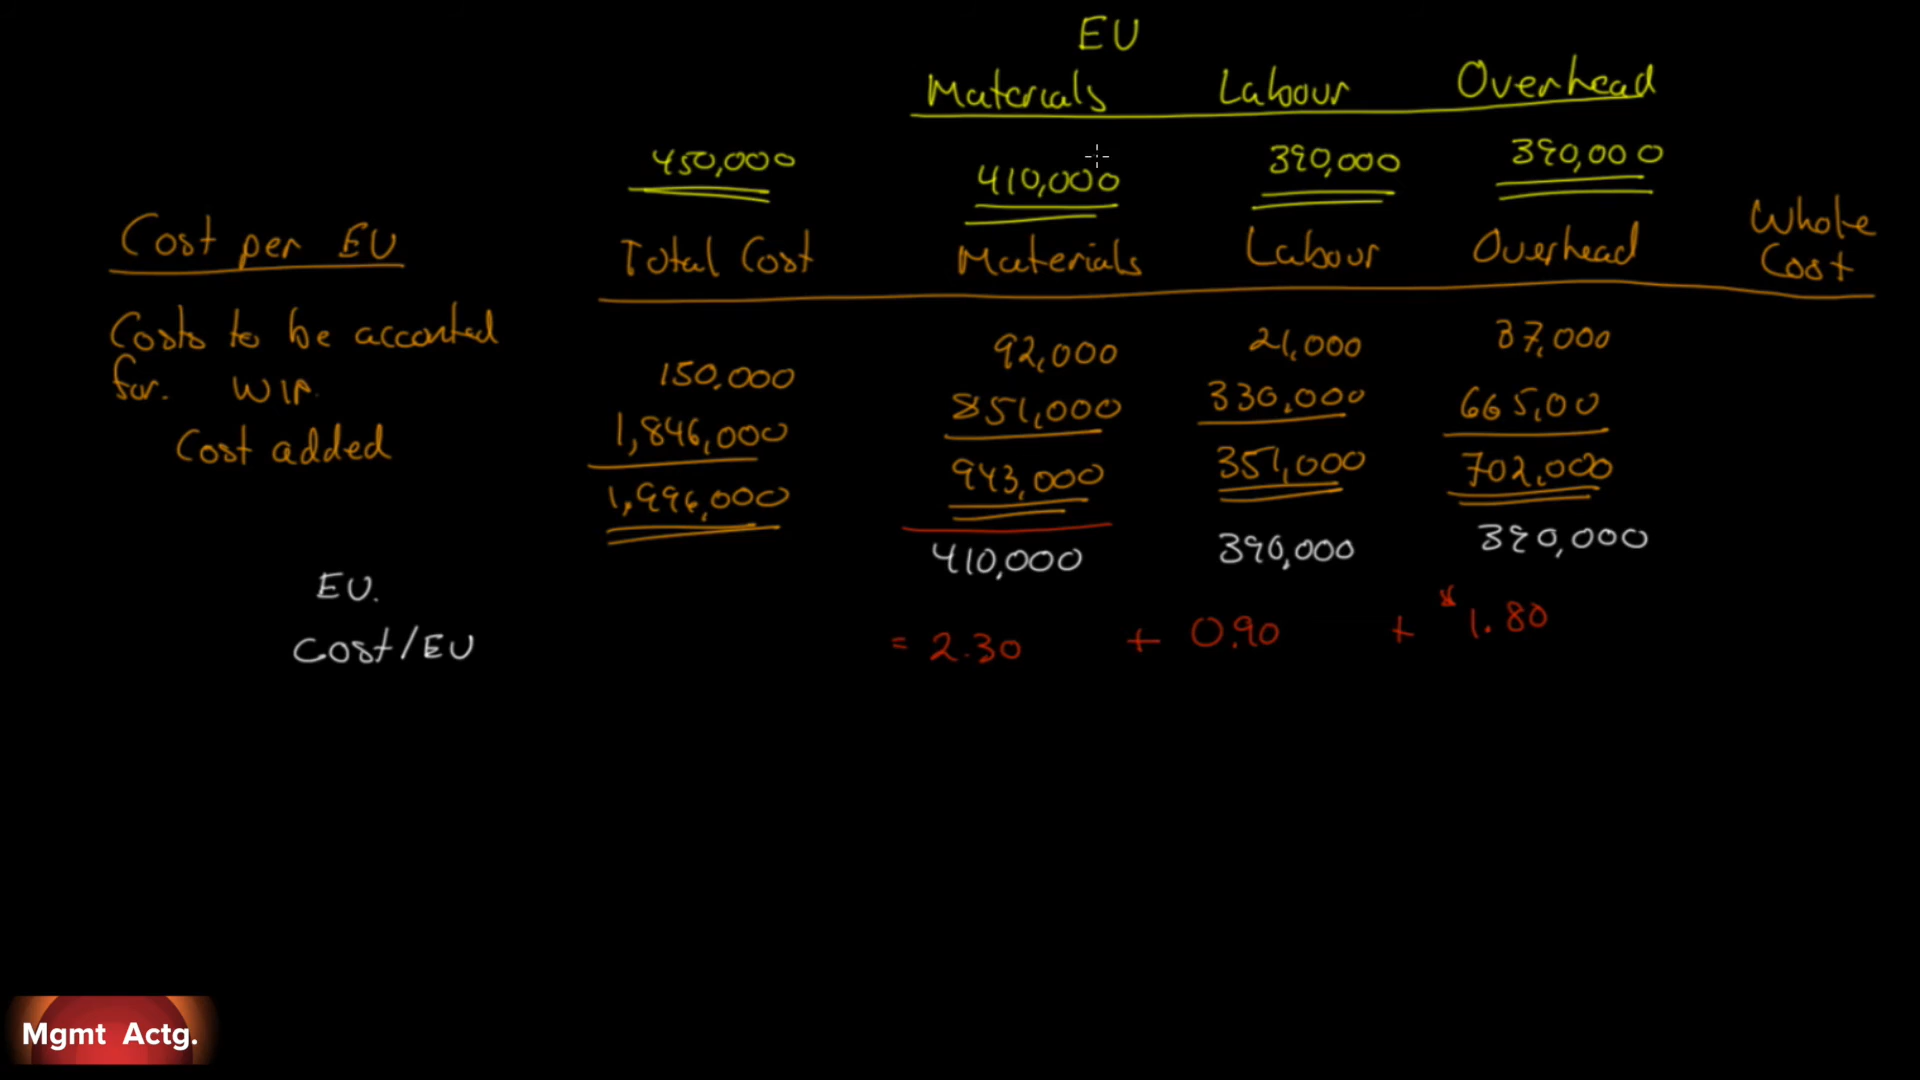 EU
Materials Labour Overhead
450,000 410,000 390,000 390,000
Cost per EU Total Cost Materials Labour Overhead Whole Cost
Costs to be accounted
for. WIP. 150,000 92,000 21,000 37,000
Cost added 1,846,000 851,000 330,000 665,00
1,996,000 943,000 351,000 702,000
EU. 410,000 390,000 390,000
Cost/EU = 2.30 + 0.90 + $1.80
Mgmt Actg.